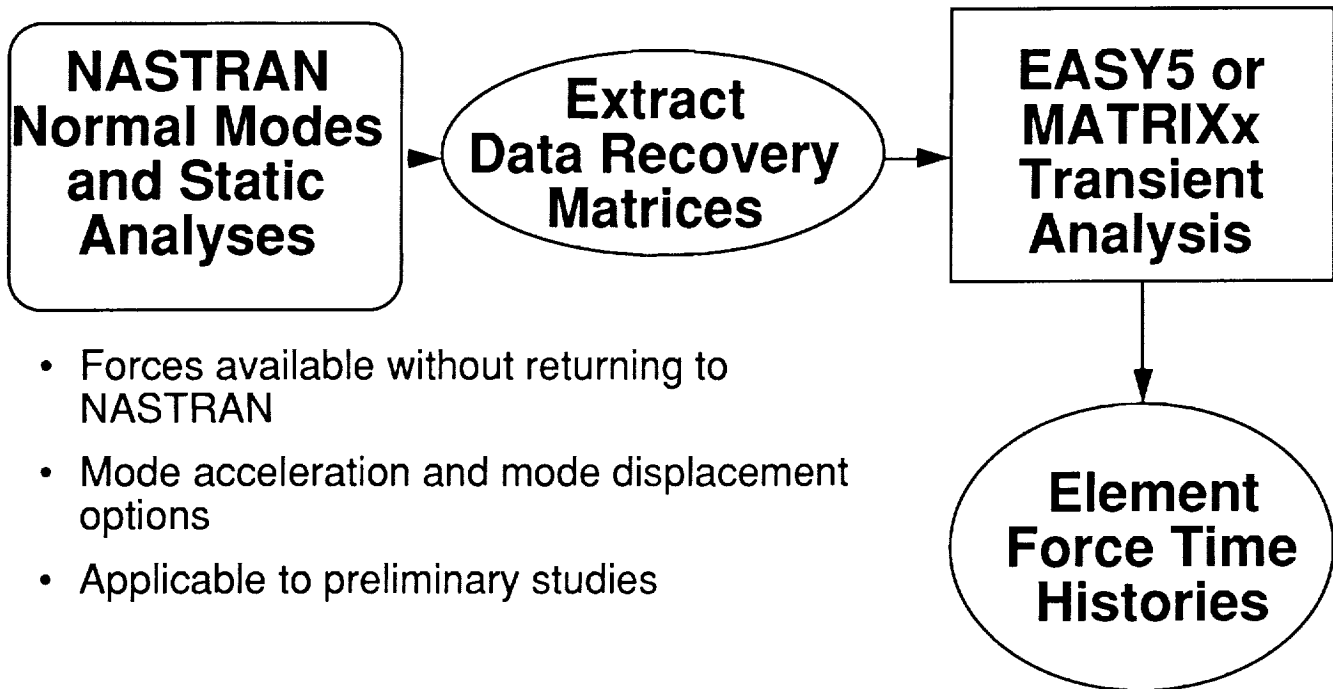 NASTRAN
Normal Modes
and Static
Analyses
Extract
Data Recovery
Matrices
EASY5 or
MATRIXx
Transient
Analysis
• Forces available without returning to
NASTRAN
• Mode acceleration and mode displacement
options
• Applicable to preliminary studies
Element
Force Time
Histories